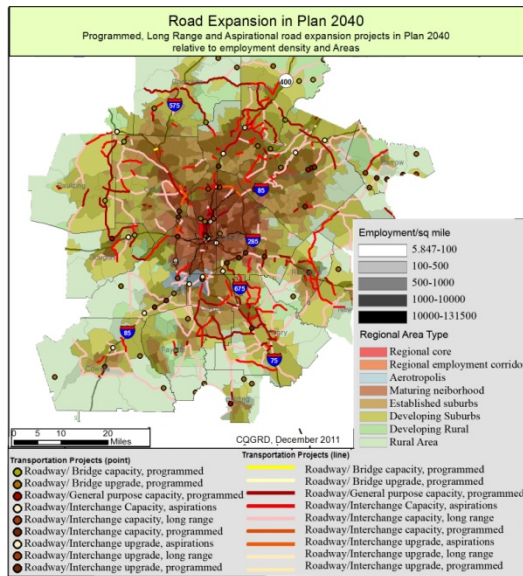 Road Expansion in Plan 2040
Programmed, Long Range and Aspirational road expansion projects in Plan 2040
relative to employment density and Areas
400
575
85
285
675
85
75
Employment/sq mile
5.847-100
100-500
500-1000
1000-10000
10000-131500
Regional Area Type
Regional core
Regional employment corrido
Aerotropolis
Maturing neiborhood
Established suburbs
Developing Suburbs
Developing Rural
Rural Area
0 5 10 20
Miles
CQGRD, December 2011
Transportation Projects (point)
Roadway/ Bridge capacity, programmed
Roadway/ Bridge upgrade, programmed
Roadway/General purpose capacity, programmed
Roadway/Interchange Capacity, aspirations
Roadway/Interchange capacity, long range
Roadway/Interchange capacity, programmed
Roadway/Interchange upgrade, aspirations
Roadway/Interchange upgrade, long range
Roadway/Interchange upgrade, programmed
Transportation Projects (line)
Roadway/ Bridge capacity, programmed
Roadway/ Bridge upgrade, programmed
Roadway/General purpose capacity, programmed
Roadway/Interchange Capacity, aspirations
Roadway/Interchange capacity, long range
Roadway/Interchange capacity, programmed
Roadway/Interchange upgrade, aspirations
Roadway/Interchange upgrade, long range
Roadway/Interchange upgrade, programmed